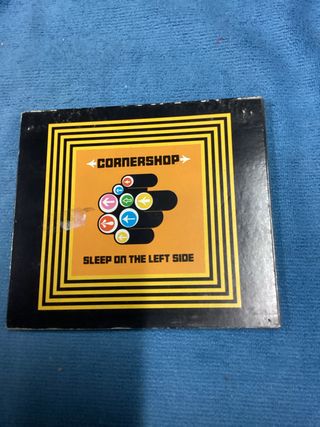 CORNERSHOP
SLEEP ON THE LEFT SIDE